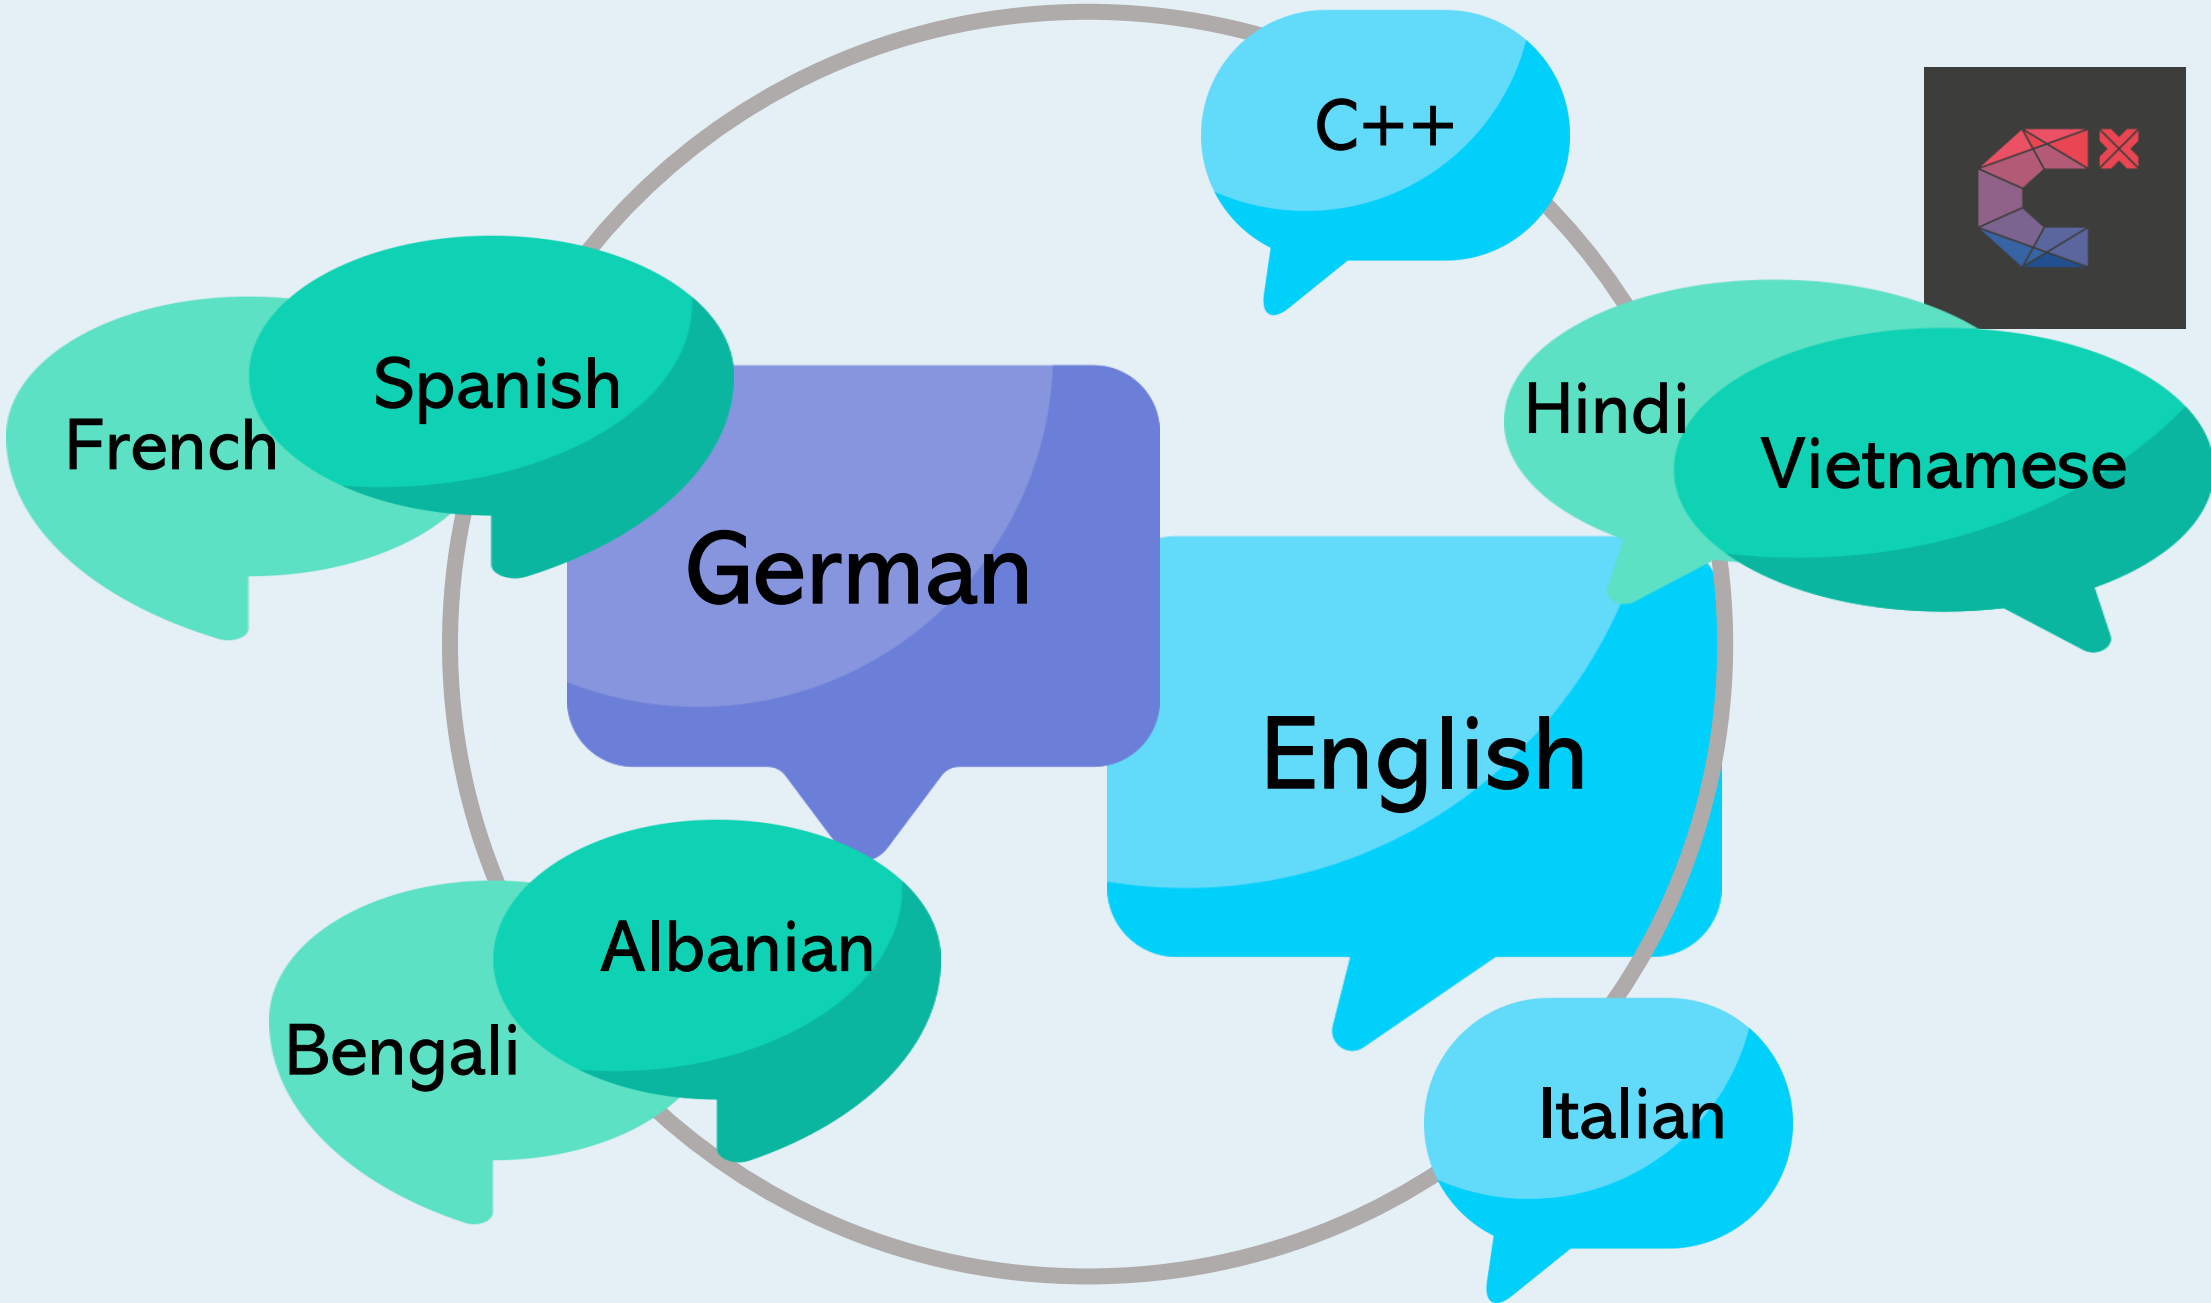 C++
Spanish
French
Hindi
Vietnamese
German
English
Albanian
Bengali
Italian